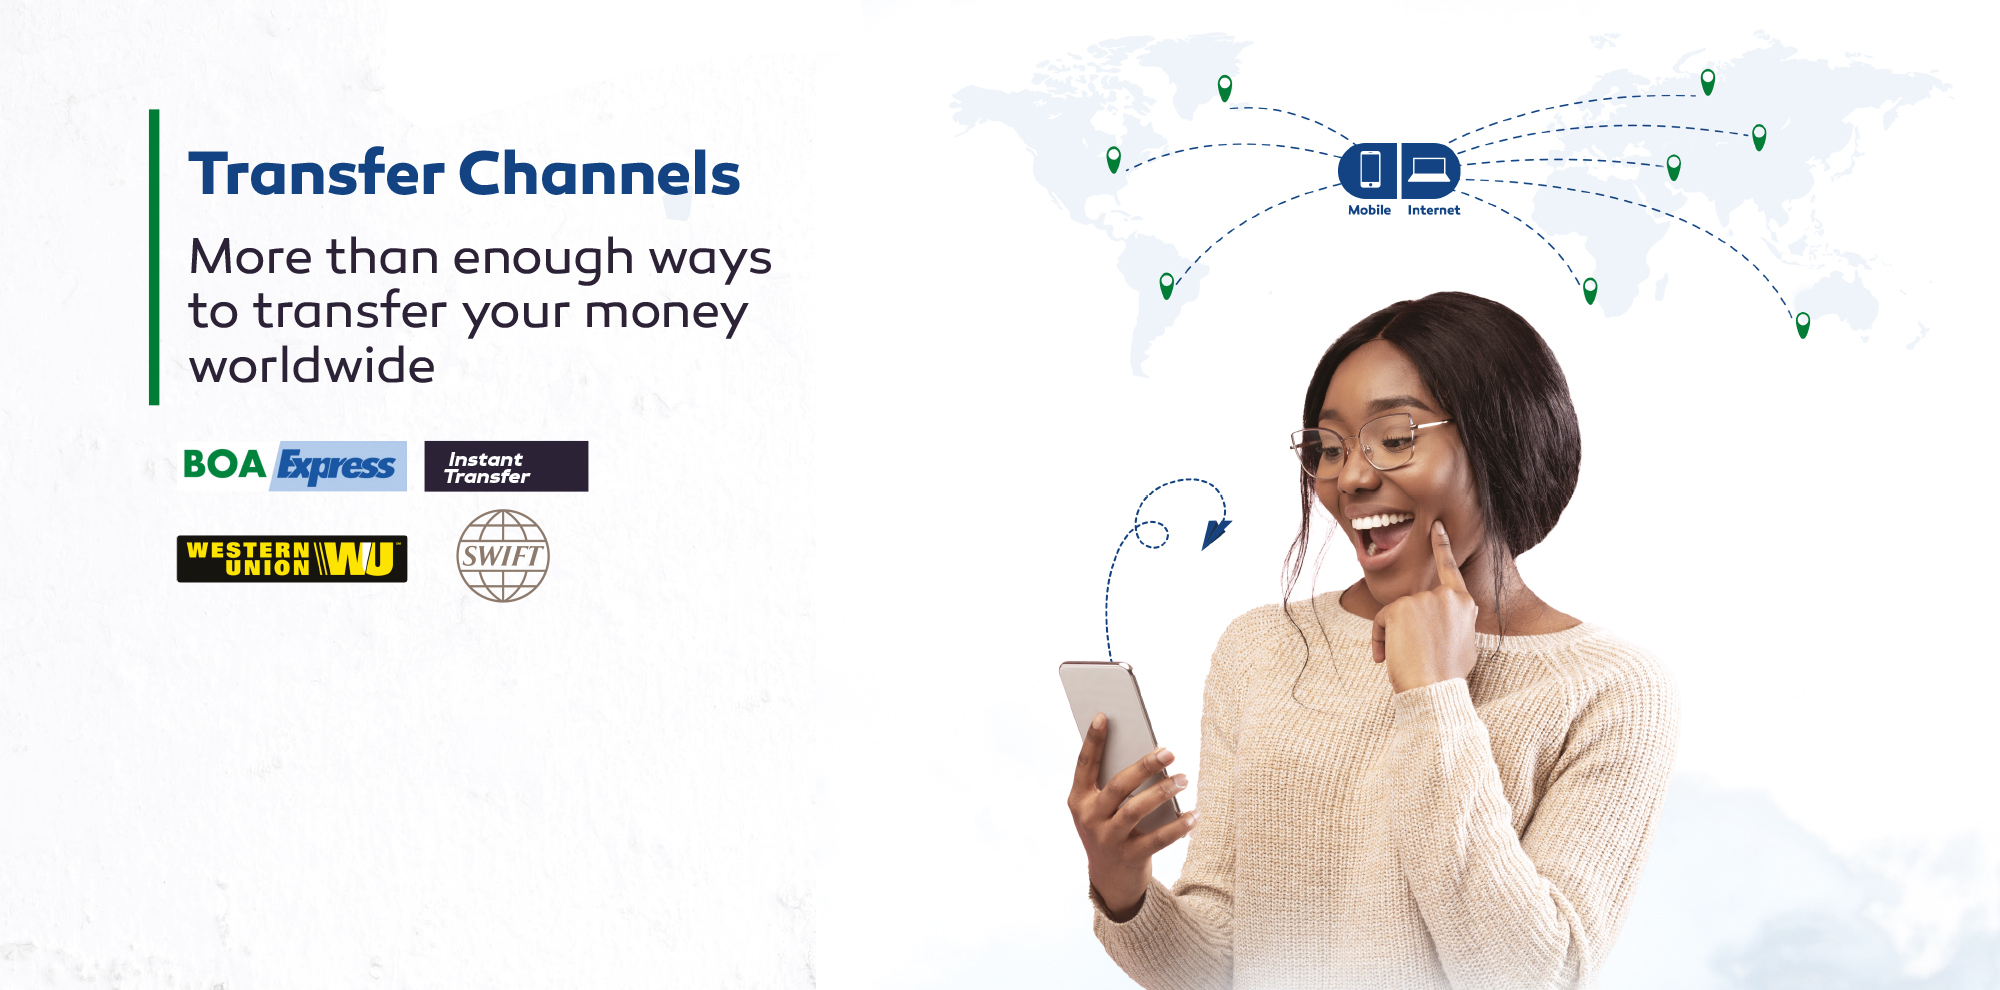 Transfer Channels
More than enough ways
to transfer your money
worldwide
BOA Express
Instant
Transfer
WESTERN
UNION WU
SWIFT
Mobile Internet